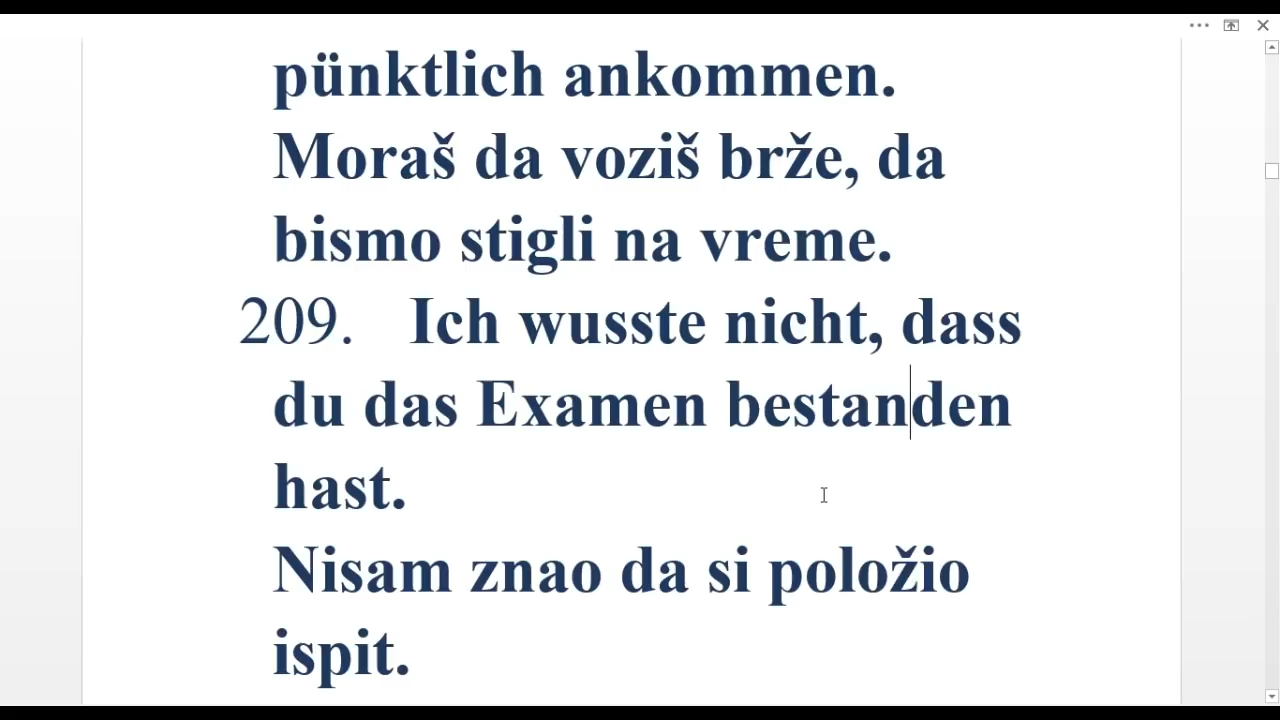 pünktlich ankommen.
Moraš da voziš brže, da
bismo stigli na vreme.
209. Ich wusste nicht, dass
du das Examen bestanden
hast.
Nisam znao da si položio
ispit.